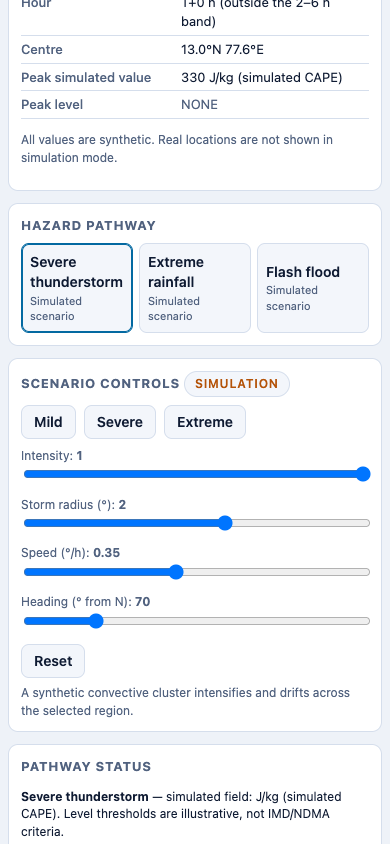 Hour
T+0 h (outside the 2–6 h
band)
Centre
13.0°N 77.6°E
Peak simulated value
330 J/kg (simulated CAPE)
Peak level
NONE
All values are synthetic. Real locations are not shown in
simulation mode.
HAZARD PATHWAY
Severe
thunderstorm
Simulated
scenario
Extreme
rainfall
Simulated
scenario
Flash flood
Simulated
scenario
SCENARIO CONTROLS SIMULATION
Mild
Severe
Extreme
Intensity: 1
Storm radius (°): 2
Speed (°/h): 0.35
Heading (° from N): 70
Reset
A synthetic convective cluster intensifies and drifts across
the selected region.
PATHWAY STATUS
Severe thunderstorm — simulated field: J/kg (simulated
CAPE). Level thresholds are illustrative, not IMD/NDMA
criteria.